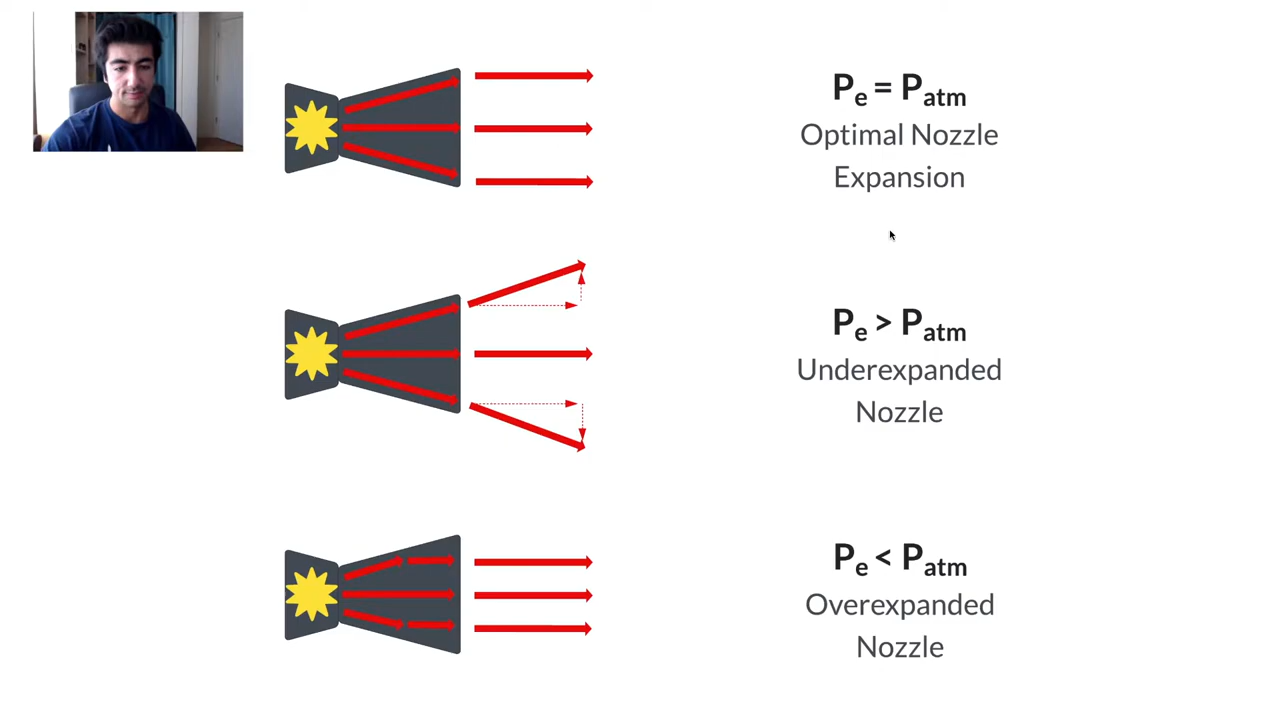 Pe = Patm
Optimal Nozzle
Expansion
Pe > Patm
Underexpanded
Nozzle
Pe < Patm
Overexpanded
Nozzle